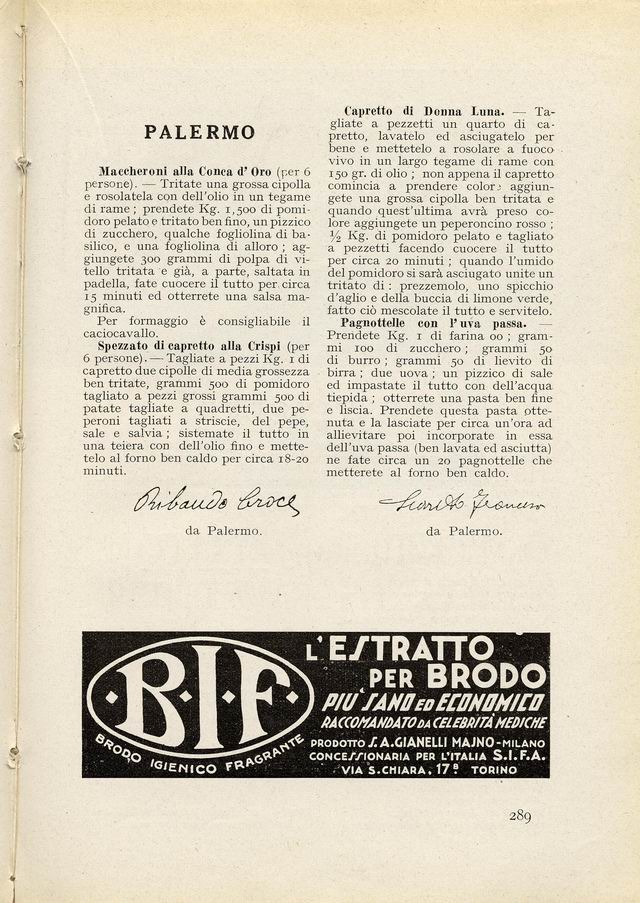 PALERMO
Maccheroni alla Conca d' Oro (per 6
persone). — Tritate una grossa cipolla
e rosolatela con dell'olio in un tegame
di rame ; prendete Kg. 1,500 di pomi-
doro pelato e tritato ben fino, un pizzico
di zucchero, qualche fogliolina di ba-
silico, e una fogliolina di alloro ; ag-
giungete 300 grammi di polpa di vi-
tello tritata e già, a parte, saltata in
padella, fate cuocere il tutto per circa
15 minuti ed otterrete una salsa ma-
gnifica.
Per formaggio è consigliabile il
caciocavallo.
Spezzato di capretto alla Crispi (per
6 persone). — Tagliate a pezzi Kg. 1 di
capretto due cipolle di media grossezza
ben tritate, grammi 500 di pomidoro
tagliato a pezzi grossi grammi 500 di
patate tagliate a quadretti, due pe-
peroni tagliati a striscie, del pepe,
sale e salvia ; sistemate il tutto in
una teiera con dell'olio fino e mette-
telo al forno ben caldo per circa 18-20
minuti.
Ribaudo Croce
da Palermo.
Capretto di Donna Luna. — Ta-
gliate a pezzetti un quarto di ca-
pretto, lavatelo ed asciugatelo per
bene e mettetelo a rosolare a fuoco
vivo in un largo tegame di rame con
150 gr. di olio ; non appena il capretto
comincia a prendere colore aggiun-
gete una grossa cipolla ben tritata e
quando quest'ultima avrà preso co-
lore aggiungete un peperoncino rosso ;
½ Kg. di pomidoro pelato e tagliato
a pezzetti facendo cuocere il tutto
per circa 20 minuti ; quando l'umido
del pomidoro si sarà asciugato unite un
tritato di : prezzemolo, uno spicchio
d'aglio e della buccia di limone verde,
fatto ciò mescolate il tutto e servitelo.
Pagnottelle con l'uva passa. —
Prendete Kg. 1 di farina 00 ; gram-
mi 100 di zucchero ; grammi 50
di burro ; grammi 50 di lievito di
birra ; due uova ; un pizzico di sale
ed impastate il tutto con dell'acqua
tiepida ; otterrete una pasta ben fine
e liscia. Prendete questa pasta otte-
nuta e la lasciate per circa un'ora ad
allievitare poi incorporate in essa
dell'uva passa (ben lavata ed asciutta)
ne fate circa un 20 pagnottelle che
metterete al forno ben caldo.
da Palermo.
B.I.F.
BRODO IGIENICO FRAGRANTE
L'ESTRATTO
PER BRODO
PIU' SANO ED ECONOMICO
RACCOMANDATO DA CELEBRITÀ MEDICHE
PRODOTTO S.A.GIANELLI MAJNO - MILANO
CONCESSIONARIA PER L'ITALIA S.I.F.A.
VIA S.CHIARA, 17B TORINO
289